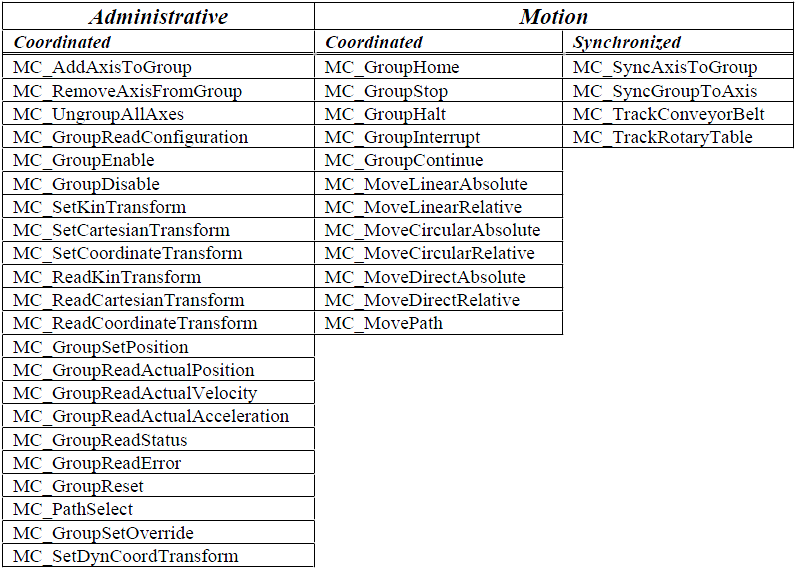 Administrative Motion
Coordinated Coordinated Synchronized
MC_AddAxisToGroup MC_GroupHome MC_SyncAxisToGroup
MC_RemoveAxisFromGroup MC_GroupStop MC_SyncGroupToAxis
MC_UngroupAllAxes MC_GroupHalt MC_TrackConveyorBelt
MC_GroupReadConfiguration MC_GroupInterrupt MC_TrackRotaryTable
MC_GroupEnable MC_GroupContinue
MC_GroupDisable MC_MoveLinearAbsolute
MC_SetKinTransform MC_MoveLinearRelative
MC_SetCartesianTransform MC_MoveCircularAbsolute
MC_SetCoordinateTransform MC_MoveCircularRelative
MC_ReadKinTransform MC_MoveDirectAbsolute
MC_ReadCartesianTransform MC_MoveDirectRelative
MC_ReadCoordinateTransform MC_MovePath
MC_GroupSetPosition
MC_GroupReadActualPosition
MC_GroupReadActualVelocity
MC_GroupReadActualAcceleration
MC_GroupReadStatus
MC_GroupReadError
MC_GroupReset
MC_PathSelect
MC_GroupSetOverride
MC_SetDynCoordTransform